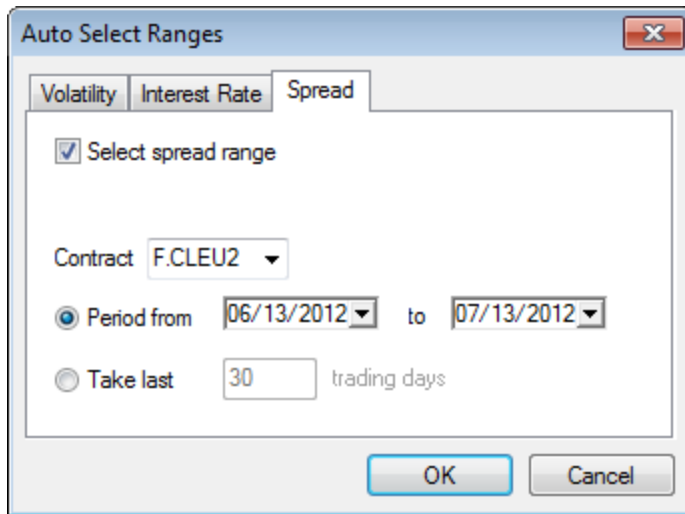 Auto Select Ranges
Volatility Interest Rate Spread
Select spread range
Contract F.CLEU2
Period from 06/13/2012 to 07/13/2012
Take last 30 trading days
OK Cancel